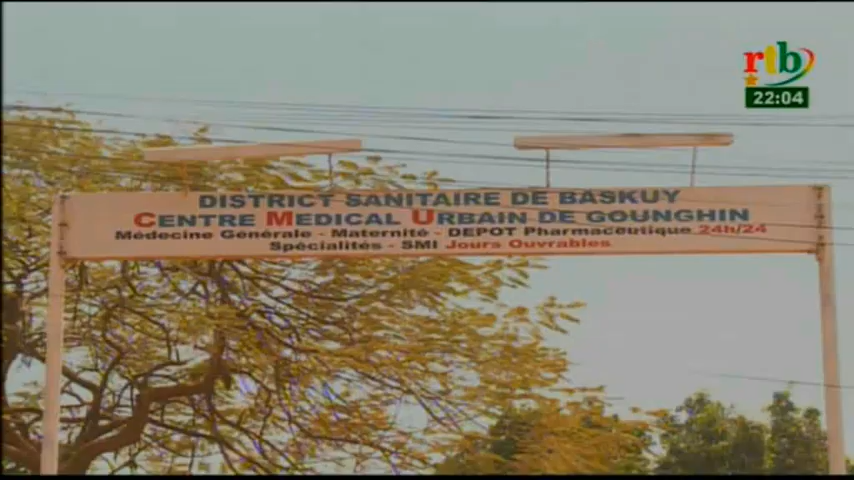 rtb
22:04
DISTRICT SANITAIRE DE BASKUY
CENTRE MEDICAL URBAIN DE GOUNGHIN
Médecine Générale - Maternité - DEPOT Pharmaceutique 24h/24
Spécialités - SMI Jours Ouvrables